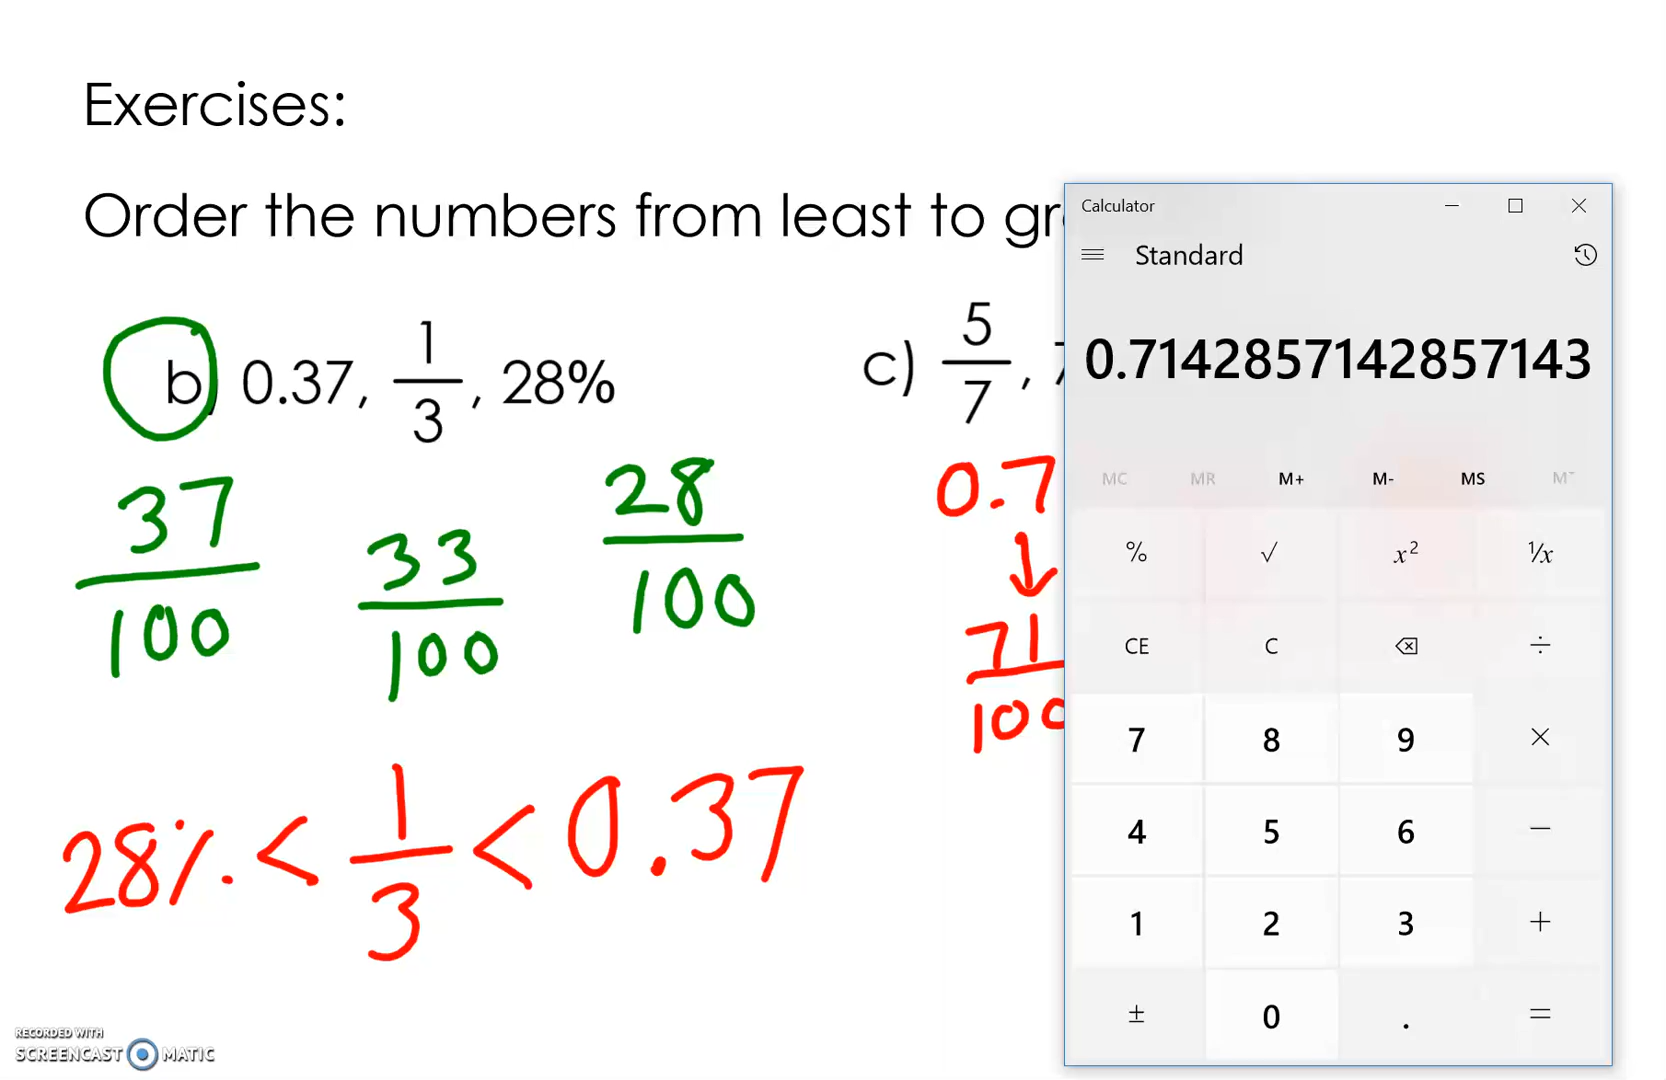 Exercises:
Order the numbers from least to gr
b) 0.37, 1/3, 28%
c) 5/7, 7
37/100
33/100
28/100
0.7
↓
71/100
28% < 1/3 < 0.37
Calculator
Standard
0.7142857142857143
MC MR M+ M- MS M˅
% √ x² ¹/x
CE C ⌫ ÷
7 8 9 ×
4 5 6 −
1 2 3 +
± 0 . =
RECORDED WITH
SCREENCAST MATIC